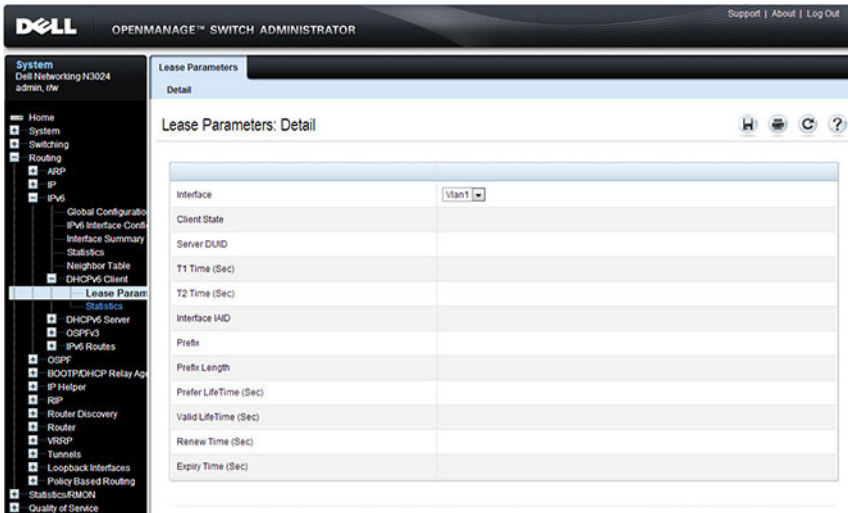 Support | About | Log Out
DELL OPENMANAGE™ SWITCH ADMINISTRATOR
System
Dell Networking N3024
admin, r/w
Home
System
Switching
Routing
ARP
IP
IPv6
Global Configuratio
IPv6 Interface Confi
Interface Summary
Statistics
Neighbor Table
DHCPv6 Client
Lease Param
Statistics
DHCPv6 Server
OSPFv3
IPv6 Routes
OSPF
BOOTP/DHCP Relay Age
IP Helper
RIP
Router Discovery
Router
VRRP
Tunnels
Loopback Interfaces
Policy Based Routing
Statistics/RMON
Quality of Service
Lease Parameters
Detail
Lease Parameters: Detail
Interface Vlan1
Client State
Server DUID
T1 Time (Sec)
T2 Time (Sec)
Interface IAID
Prefix
Prefix Length
Prefer LifeTime (Sec)
Valid LifeTime (Sec)
Renew Time (Sec)
Expiry Time (Sec)